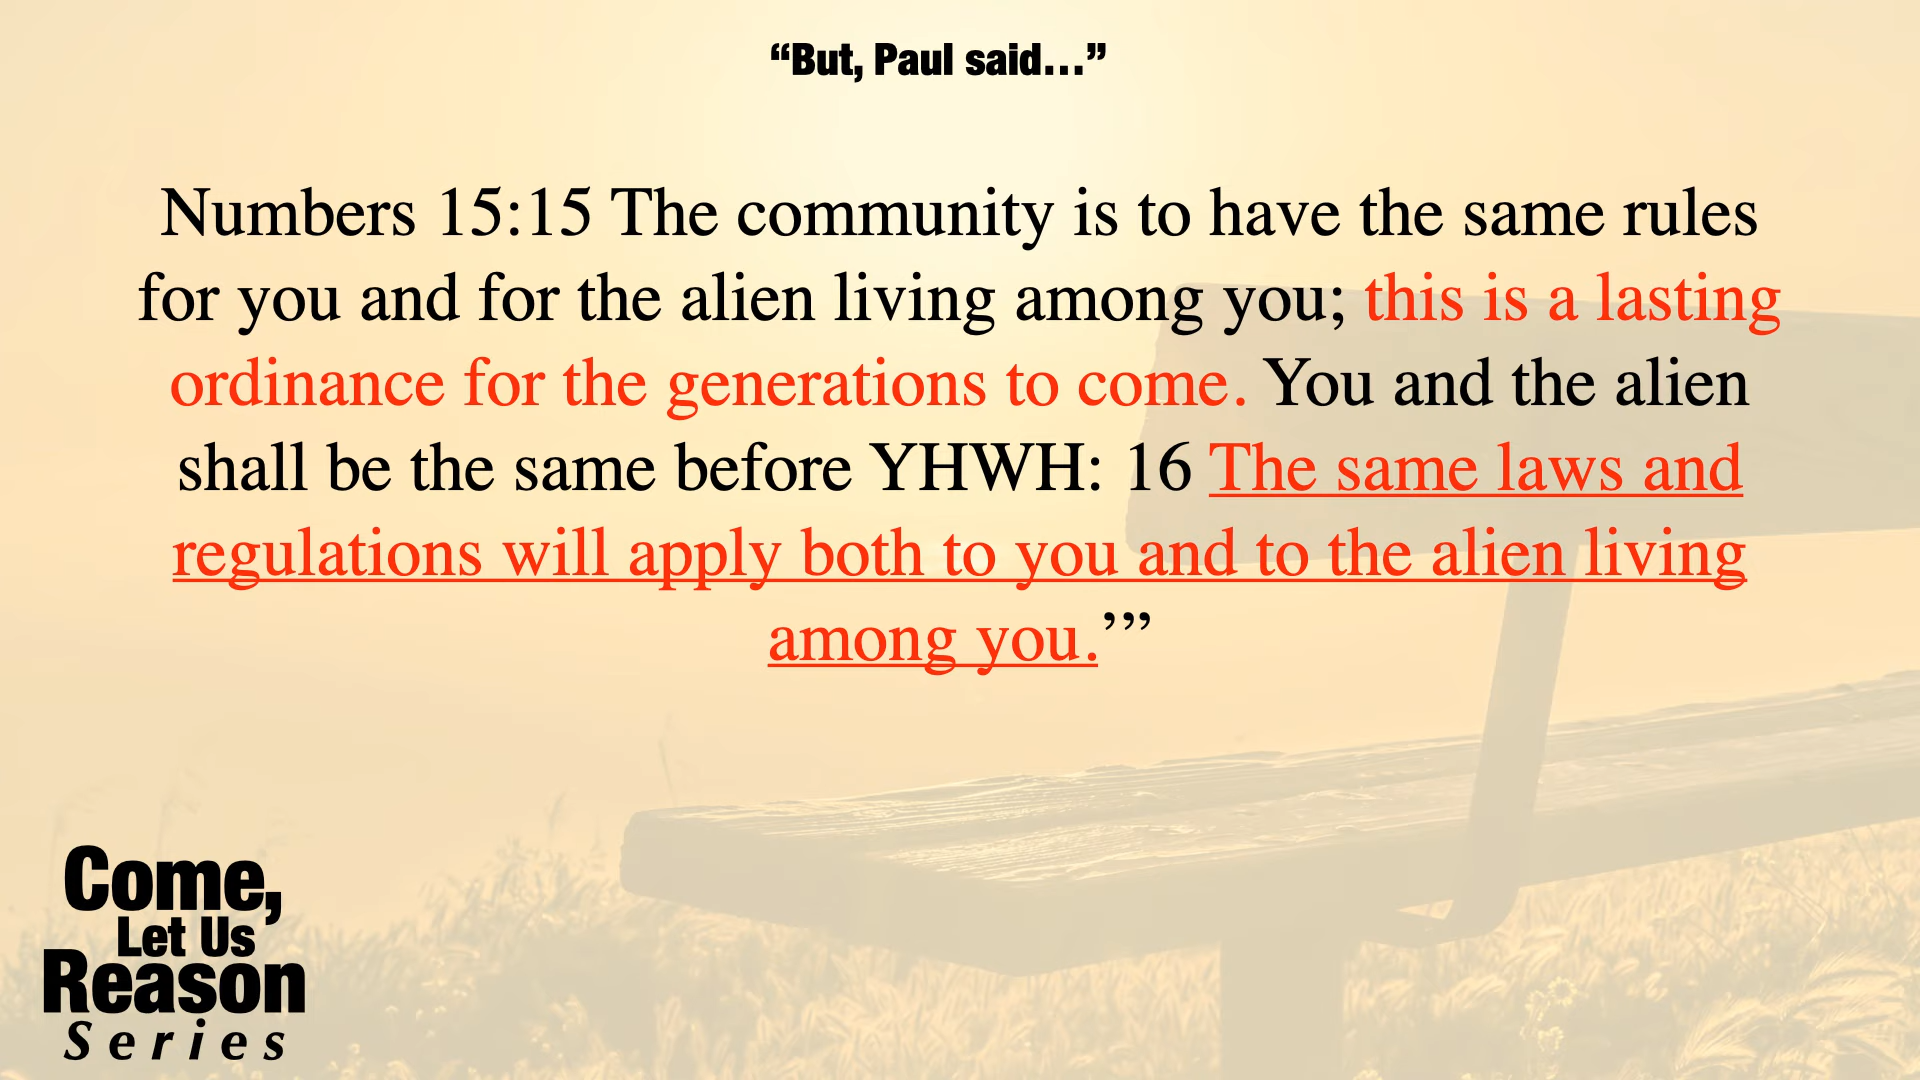 “But, Paul said…”
Numbers 15:15 The community is to have the same rules
for you and for the alien living among you; this is a lasting
ordinance for the generations to come. You and the alien
shall be the same before YHWH: 16 The same laws and
regulations will apply both to you and to the alien living
among you.’”
Come,
Let Us
Reason
Series